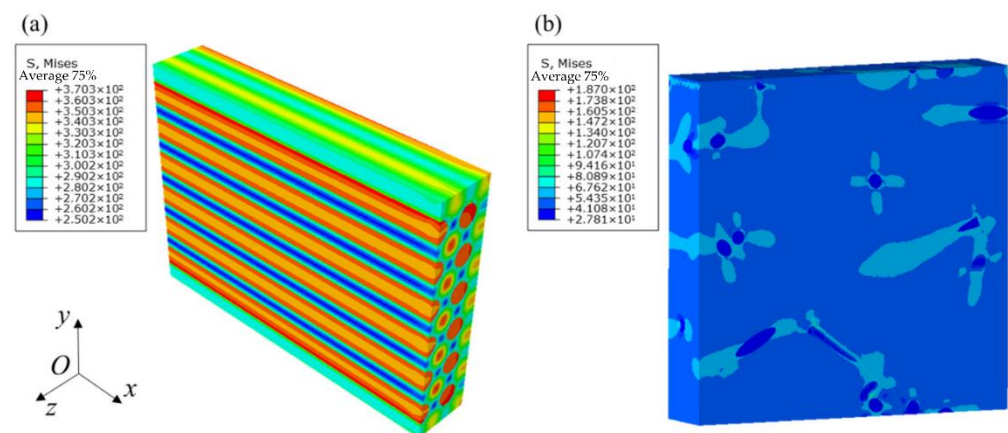 (a)
S, Mises
Average 75%
+3.703×10²
+3.603×10²
+3.503×10²
+3.403×10²
+3.303×10²
+3.203×10²
+3.103×10²
+3.002×10²
+2.902×10²
+2.802×10²
+2.702×10²
+2.602×10²
+2.502×10²
y
O
z
x
(b)
S, Mises
Average 75%
+1.870×10²
+1.738×10²
+1.605×10²
+1.472×10²
+1.340×10²
+1.207×10²
+1.074×10²
+9.416×10¹
+8.089×10¹
+6.762×10¹
+5.435×10¹
+4.108×10¹
+2.781×10¹